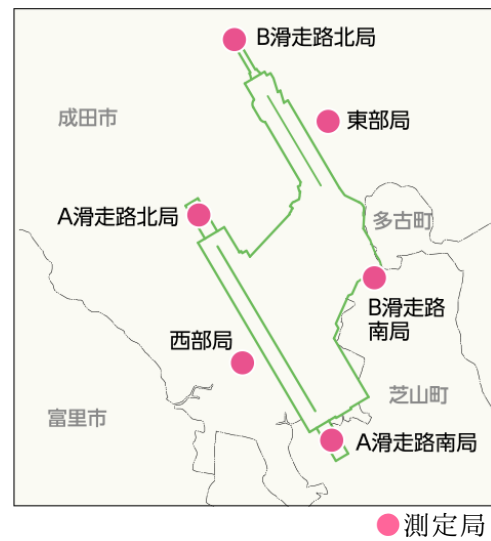 B滑走路北局
東部局
成田市
A滑走路北局
多古町
B滑走路
南局
西部局
芝山町
富里市
A滑走路南局
測定局